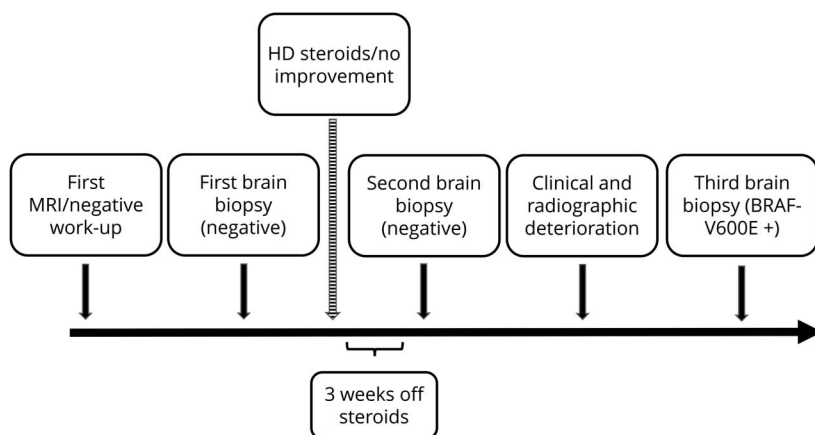 HD steroids/no
improvement
First
MRI/negative
work-up
First brain
biopsy
(negative)
Second brain
biopsy
(negative)
Clinical and
radiographic
deterioration
Third brain
biopsy (BRAF-
V600E +)
3 weeks off
steroids